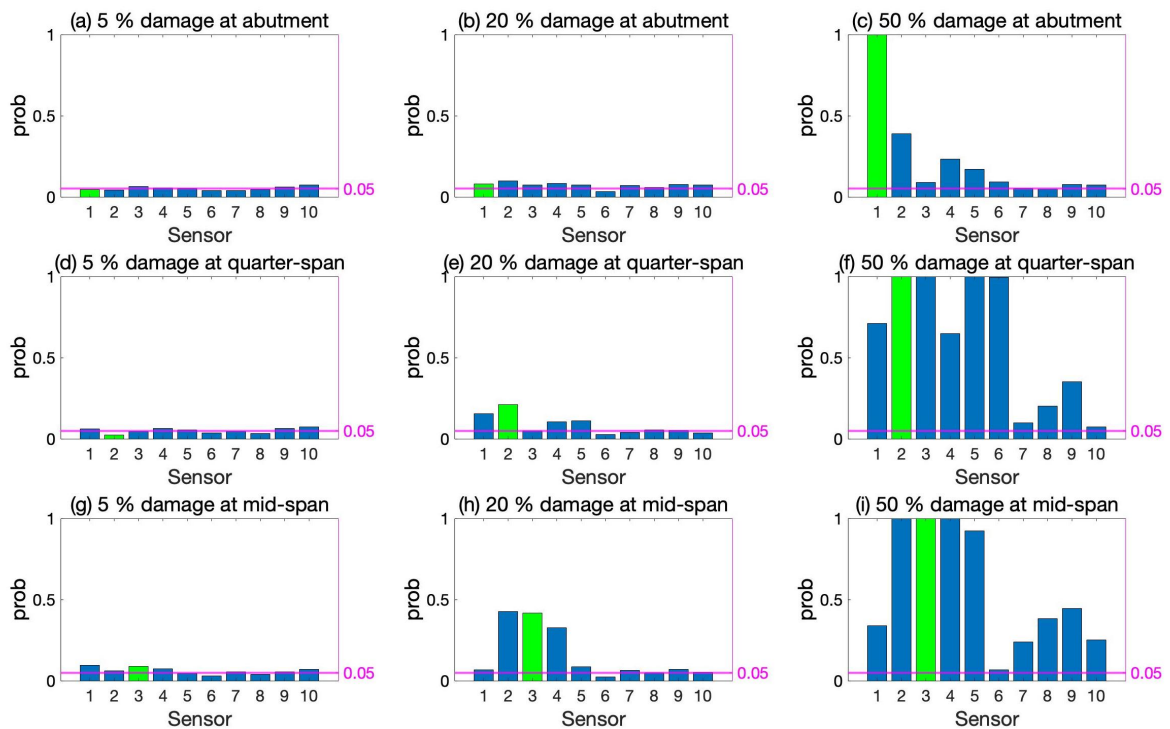 (a) 5 % damage at abutment
1
0.5
0
prob
0.05
1 2 3 4 5 6 7 8 9 10
Sensor
(b) 20 % damage at abutment
1
0.5
0
prob
0.05
1 2 3 4 5 6 7 8 9 10
Sensor
(c) 50 % damage at abutment
1
0.5
0
prob
0.05
1 2 3 4 5 6 7 8 9 10
Sensor
(d) 5 % damage at quarter-span
1
0.5
0
prob
0.05
1 2 3 4 5 6 7 8 9 10
Sensor
(e) 20 % damage at quarter-span
1
0.5
0
prob
0.05
1 2 3 4 5 6 7 8 9 10
Sensor
(f) 50 % damage at quarter-span
1
0.5
0
prob
0.05
1 2 3 4 5 6 7 8 9 10
Sensor
(g) 5 % damage at mid-span
1
0.5
0
prob
0.05
1 2 3 4 5 6 7 8 9 10
Sensor
(h) 20 % damage at mid-span
1
0.5
0
prob
0.05
1 2 3 4 5 6 7 8 9 10
Sensor
(i) 50 % damage at mid-span
1
0.5
0
prob
0.05
1 2 3 4 5 6 7 8 9 10
Sensor